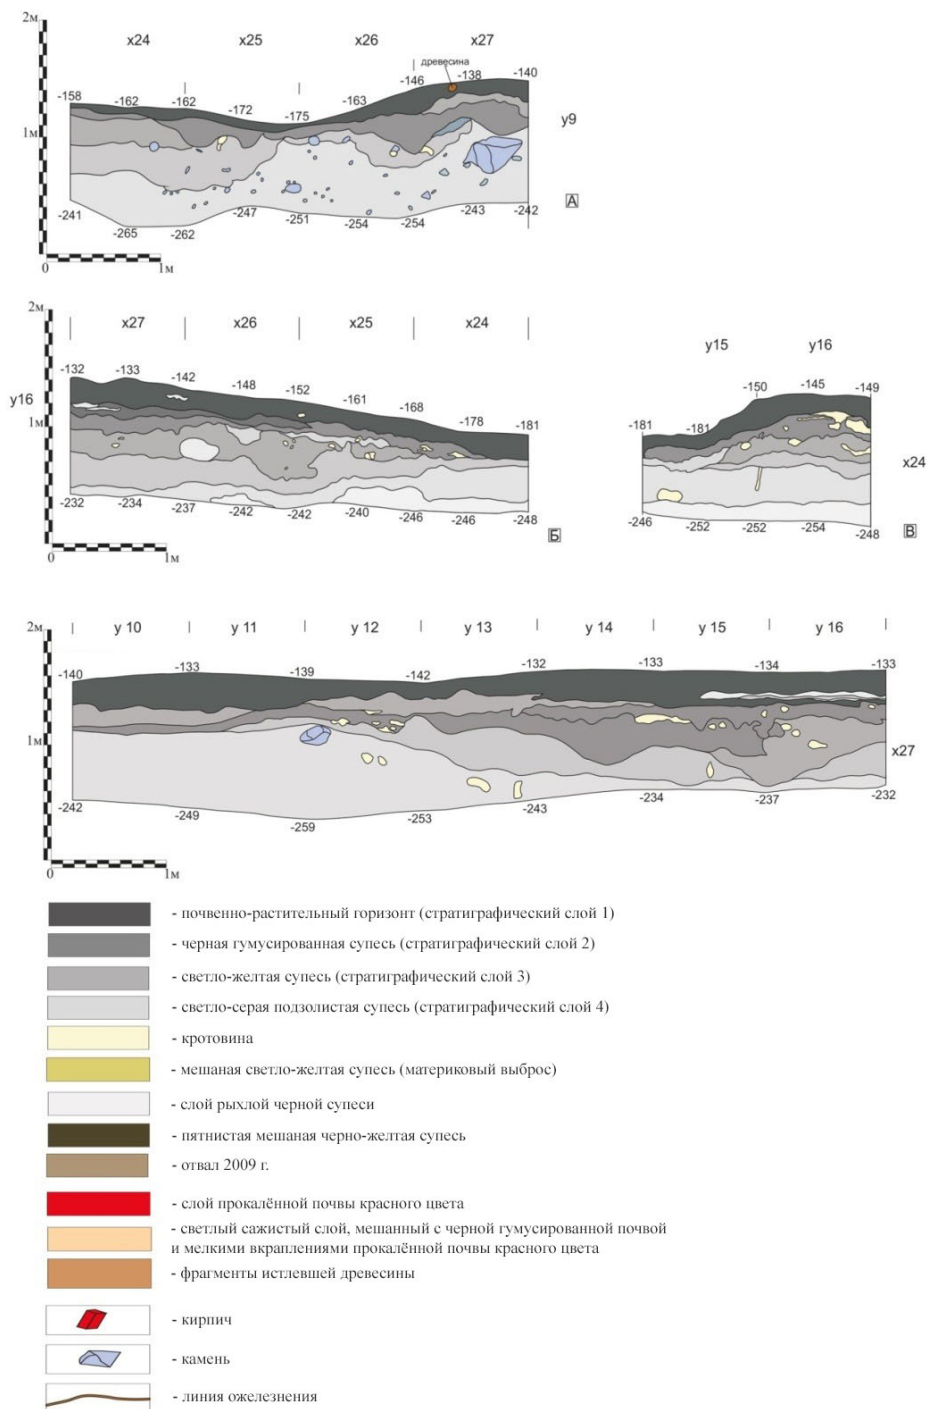 2м
x24 x25 x26 x27
древесина
-158 -162 -162 -172 -175 -163 -146 -138 -140
y9
1м
-241 -265 -262 -247 -251 -254 -254 -243 -242
А
0 1м
2м
x27 x26 x25 x24
y15 y16
-132 -133 -142 -148 -152 -161 -168 -178 -181
-181 -181 -150 -145 -149
y16
1м
x24
-232 -234 -237 -242 -242 -240 -246 -246 -248
-246 -252 -252 -254 -248
Б
В
0 1м
2м
y 10 y 11 y 12 y 13 y 14 y 15 y 16
-140 -133 -139 -142 -132 -133 -134 -133
1м
x27
-242 -249 -259 -253 -243 -234 -237 -232
0 1м
- почвенно-растительный горизонт (стратиграфический слой 1)
- черная гумусированная супесь (стратиграфический слой 2)
- светло-желтая супесь (стратиграфический слой 3)
- светло-серая подзолистая супесь (стратиграфический слой 4)
- кротовина
- мешаная светло-желтая супесь (материковый выброс)
- слой рыхлой черной супеси
- пятнистая мешаная черно-желтая супесь
- отвал 2009 г.
- слой прокалённой почвы красного цвета
- светлый сажистый слой, мешанный с черной гумусированной почвой
и мелкими вкраплениями прокалённой почвы красного цвета
- фрагменты истлевшей древесины
- кирпич
- камень
- линия ожелезнения